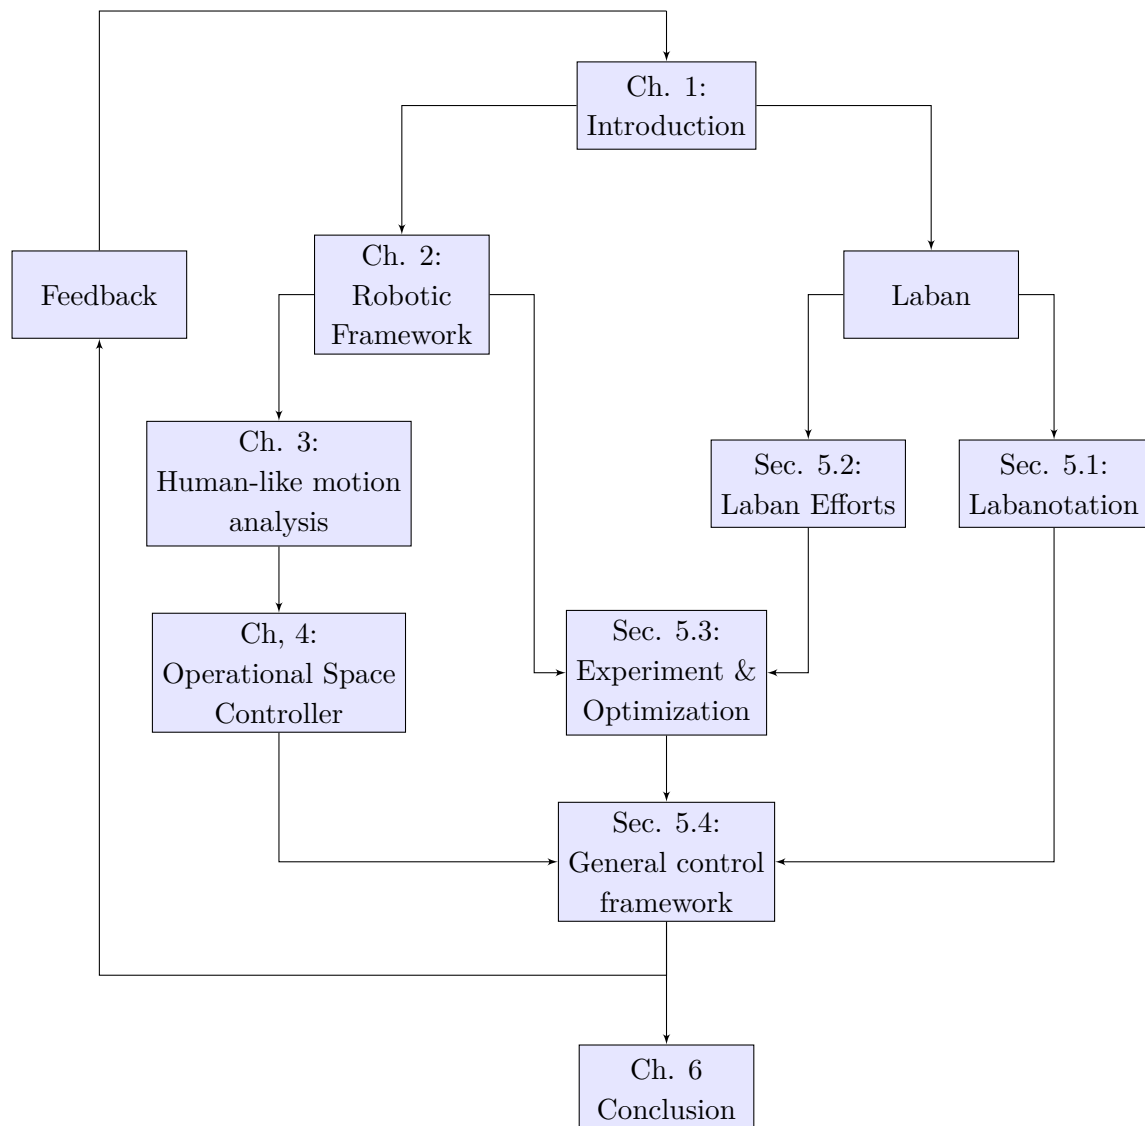 Ch. 1:
Introduction
Ch. 2:
Robotic
Framework
Feedback
Laban
Ch. 3:
Human-like motion
analysis
Sec. 5.2:
Laban Efforts
Sec. 5.1:
Labanotation
Ch, 4:
Operational Space
Controller
Sec. 5.3:
Experiment &
Optimization
Sec. 5.4:
General control
framework
Ch. 6
Conclusion